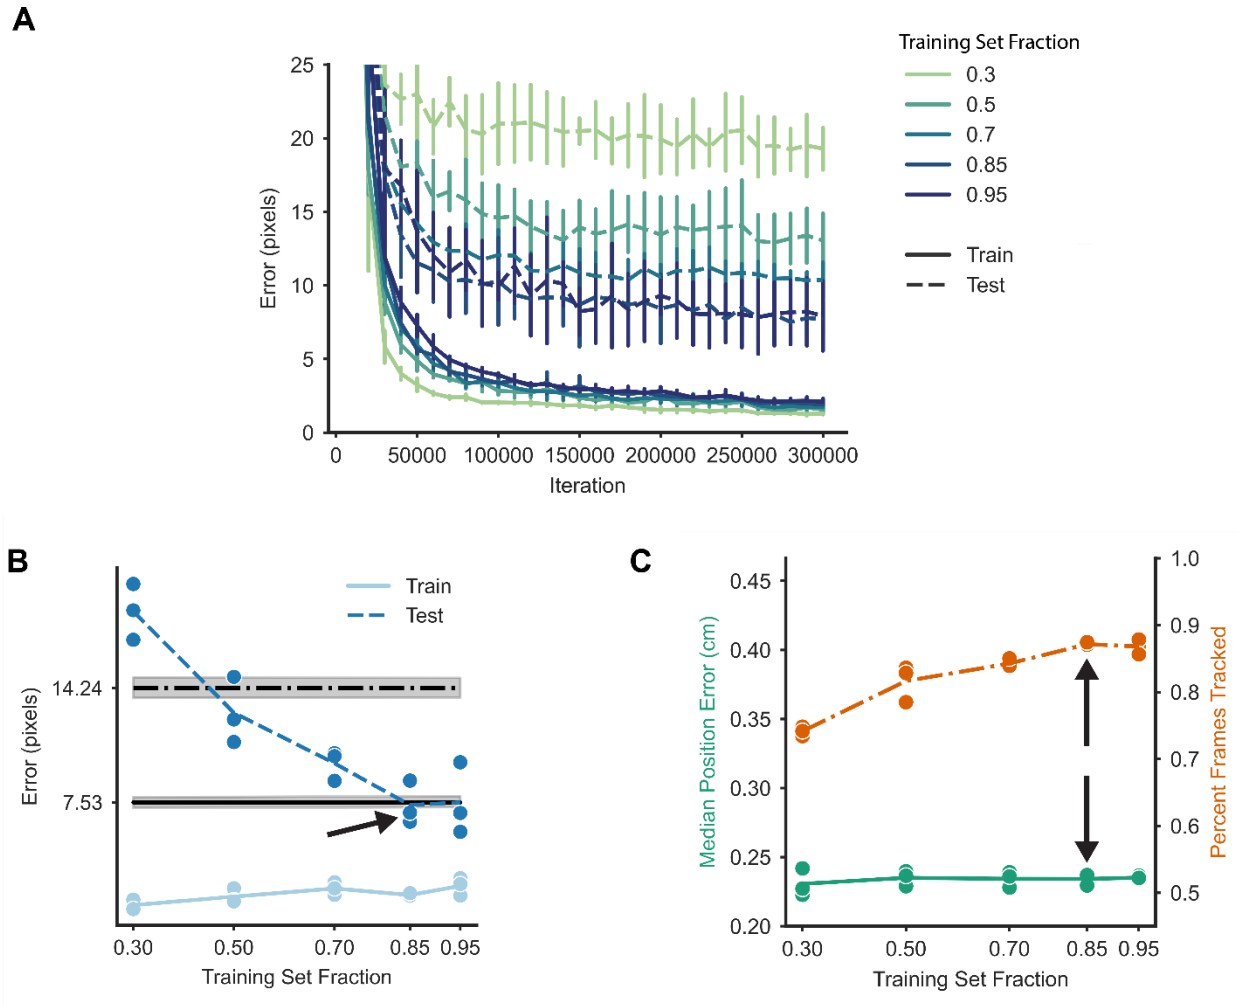 A
Training Set Fraction
0.3
0.5
0.7
0.85
0.95
Train
Test
25
20
15
10
5
0
Error (pixels)
0 50000 100000 150000 200000 250000 300000
Iteration
B
Train
Test
14.24
7.53
Error (pixels)
0.30 0.50 0.70 0.85 0.95
Training Set Fraction
C
0.45
0.40
0.35
0.30
0.25
0.20
Median Position Error (cm)
1.0
0.9
0.8
0.7
0.6
0.5
Percent Frames Tracked
0.30 0.50 0.70 0.85 0.95
Training Set Fraction